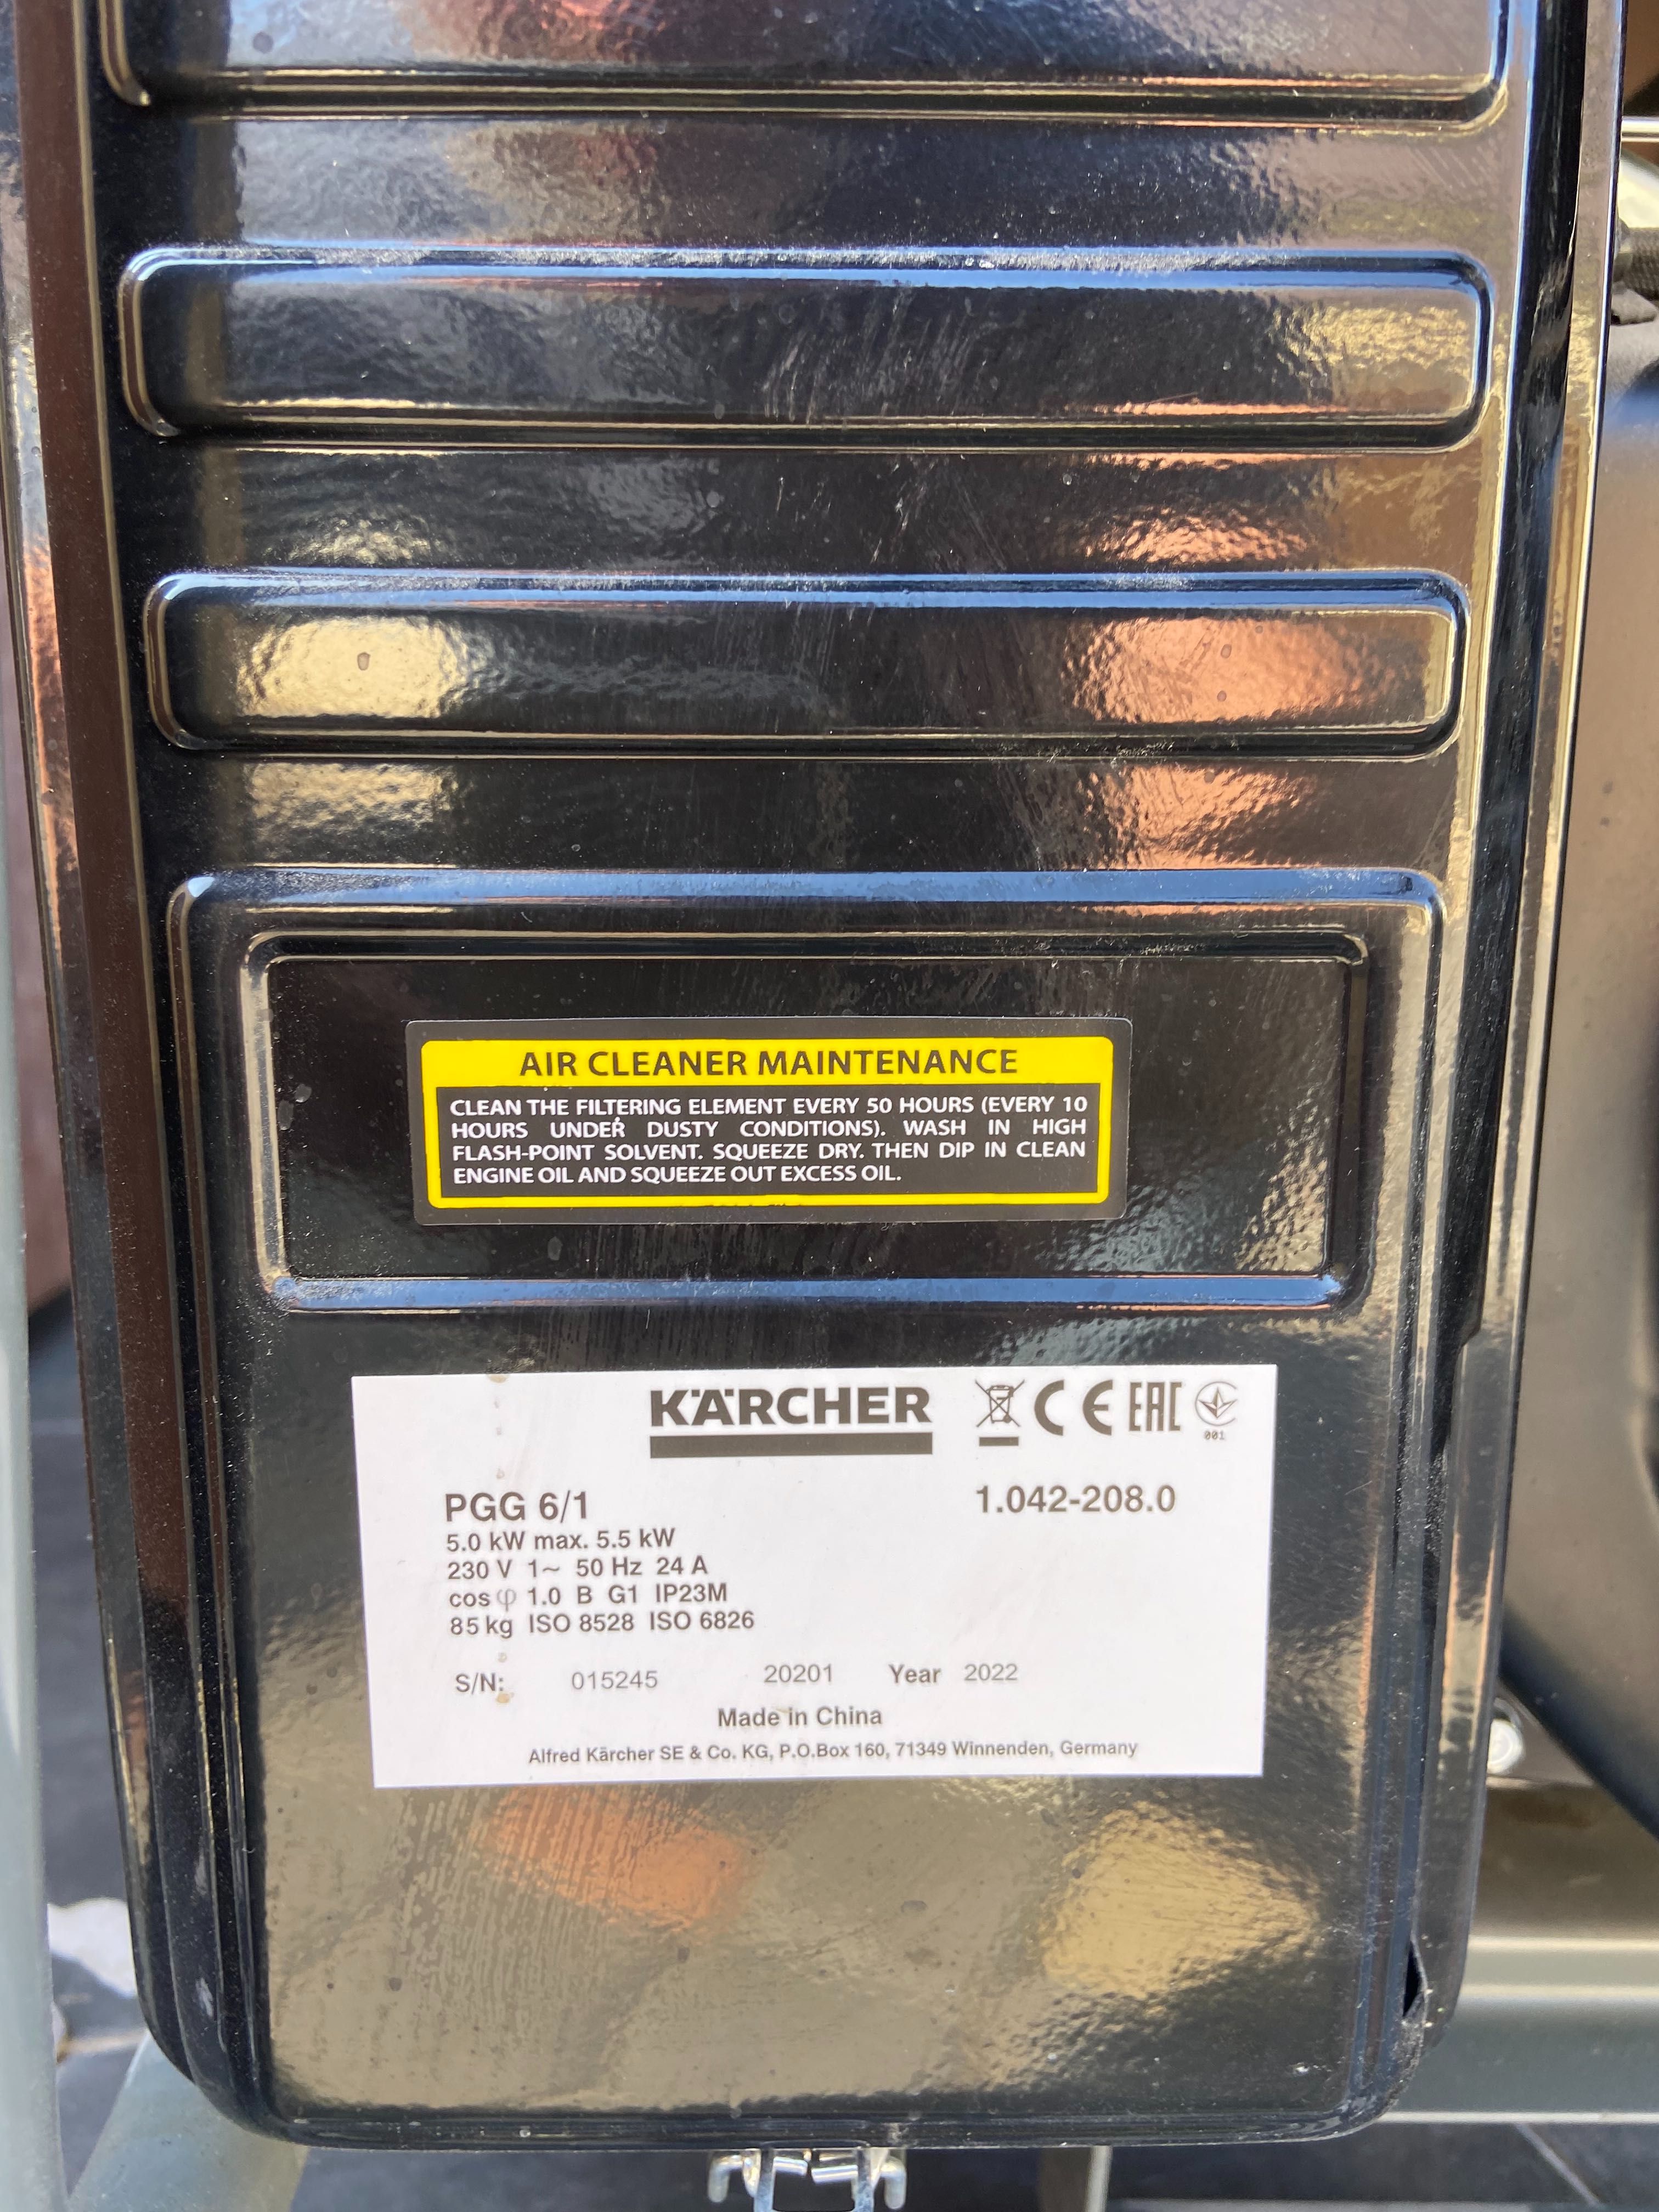 AIR CLEANER MAINTENANCE
CLEAN THE FILTERING ELEMENT EVERY 50 HOURS (EVERY 10
HOURS UNDER DUSTY CONDITIONS). WASH IN HIGH
FLASH-POINT SOLVENT. SQUEEZE DRY. THEN DIP IN CLEAN
ENGINE OIL AND SQUEEZE OUT EXCESS OIL.
KÄRCHER CE EAC
001
PGG 6/1 1.042-208.0
5.0 kW max. 5.5 kW
230 V 1~ 50 Hz 24 A
cos φ 1.0 B G1 IP23M
85 kg ISO 8528 ISO 6826
S/N: 015245 20201 Year 2022
Made in China
Alfred Kärcher SE & Co. KG, P.O.Box 160, 71349 Winnenden, Germany